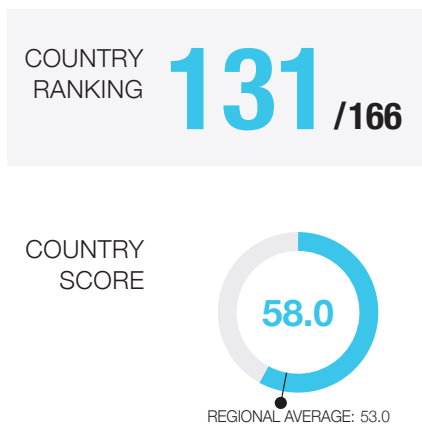 COUNTRY
RANKING
131 /166
COUNTRY
SCORE
58.0
REGIONAL AVERAGE: 53.0